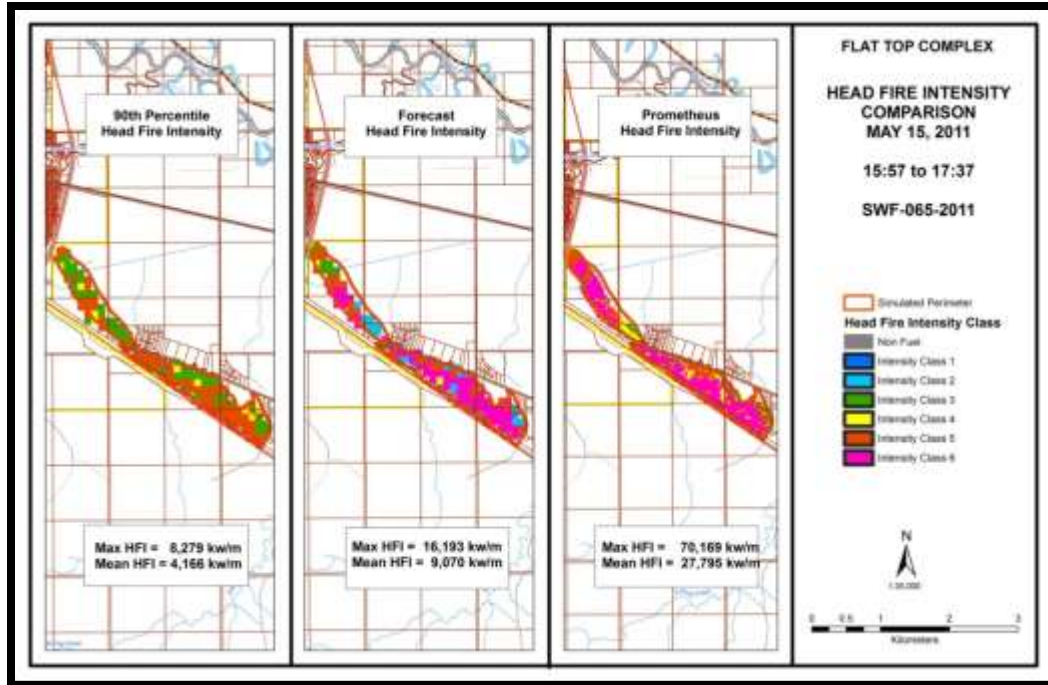 90th Percentile
Head Fire Intensity
Max HFI = 8,279 kw/m
Mean HFI = 4,166 kw/m
Forecast
Head Fire Intensity
Max HFI = 16,193 kw/m
Mean HFI = 9,070 kw/m
Prometheus
Head Fire Intensity
Max HFI = 70,169 kw/m
Mean HFI = 27,795 kw/m
FLAT TOP COMPLEX
HEAD FIRE INTENSITY
COMPARISON
MAY 15, 2011
15:57 to 17:37
SWF-065-2011
Simulated Perimeter
Head Fire Intensity Class
Non Fuel
Intensity Class 1
Intensity Class 2
Intensity Class 3
Intensity Class 4
Intensity Class 5
Intensity Class 6
N
0 0.5 1 2 3
Kilometers